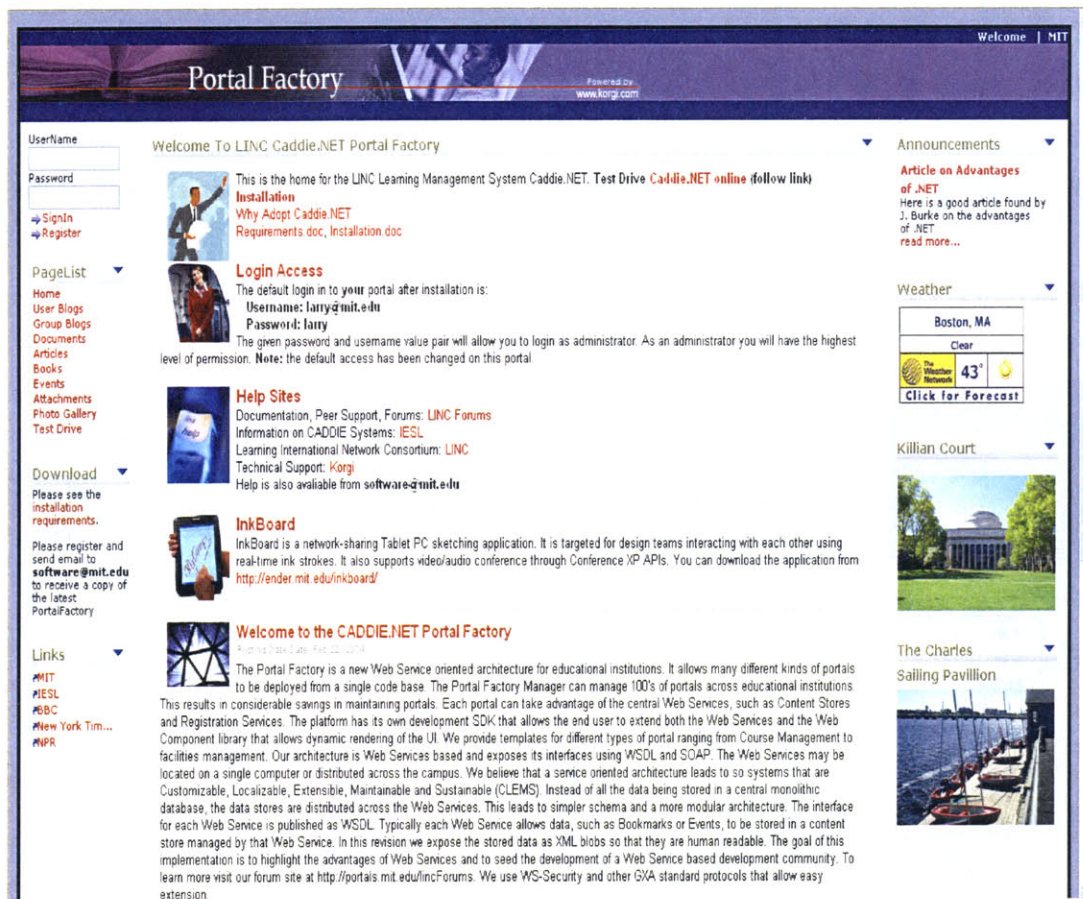 Welcome | MIT
Portal Factory
Powered by
www.korgi.com
UserName
Password
SignIn
Register
PageList
Home
User Blogs
Group Blogs
Documents
Articles
Books
Events
Attachments
Photo Gallery
Test Drive
Download
Please see the
installation
requirements.
Please register and
send email to
software@mit.edu
to receive a copy of
the latest
PortalFactory
Links
MIT
IESL
BBC
New York Tim...
NPR
Welcome To LINC Caddie.NET Portal Factory
This is the home for the LINC Learning Management System Caddie.NET. Test Drive Caddie.NET online (follow link)
Installation
Why Adopt Caddie.NET
Requirements.doc, Installation.doc
Login Access
The default login in to your portal after installation is:
Username: larry@mit.edu
Password: larry
The given password and username value pair will allow you to login as administrator. As an administrator you will have the highest
level of permission. Note: the default access has been changed on this portal
Help Sites
Documentation, Peer Support, Forums: LINC Forums
Information on CADDIE Systems: IESL
Learning International Network Consortium: LINC
Technical Support: Korgi
Help is also avaliable from software@mit.edu
InkBoard
InkBoard is a network-sharing Tablet PC sketching application. It is targeted for design teams interacting with each other using
real-time ink strokes. It also supports video/audio conference through Conference XP APIs. You can download the application from
http://ender.mit.edu/inkboard/
Welcome to the CADDIE.NET Portal Factory
The Portal Factory is a new Web Service oriented architecture for educational institutions. It allows many different kinds of portals
to be deployed from a single code base. The Portal Factory Manager can manage 100's of portals across educational institutions.
This results in considerable savings in maintaining portals. Each portal can take advantage of the central Web Services, such as Content Stores
and Registration Services. The platform has its own development SDK that allows the end user to extend both the Web Services and the Web
Component library that allows dynamic rendering of the UI. We provide templates for different types of portal ranging from Course Management to
facilities management. Our architecture is Web Services based and exposes its interfaces using WSDL and SOAP. The Web Services may be
located on a single computer or distributed across the campus. We believe that a service oriented architecture leads to so systems that are
Customizable, Localizable, Extensible, Maintainable and Sustainable (CLEMS). Instead of all the data being stored in a central monolithic
database, the data stores are distributed across the Web Services. This leads to simpler schema and a more modular architecture. The interface
for each Web Service is published as WSDL. Typically each Web Service allows data, such as Bookmarks or Events, to be stored in a content
store managed by that Web Service. In this revision we expose the stored data as XML blobs so that they are human readable. The goal of this
implementation is to highlight the advantages of Web Services and to seed the development of a Web Service based development community. To
learn more visit our forum site at http://portals.mit.edu/lincForums. We use WS-Security and other GXA standard protocols that allow easy
extension
Announcements
Article on Advantages
of .NET
Here is a good article found by
J. Burke on the advantages
of .NET
read more...
Weather
Boston, MA
Clear
The
Weather
Network
43°
Click for Forecast
Killian Court
The Charles
Sailing Pavillion